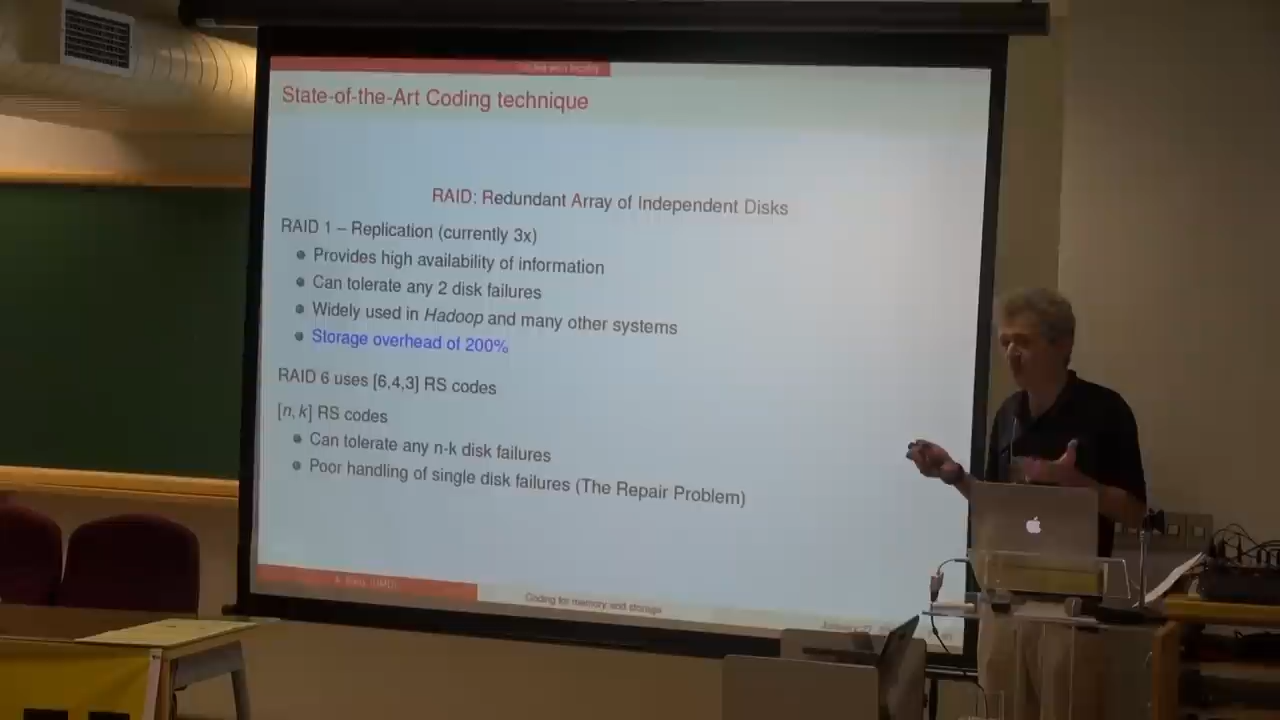 State-of-the-Art Coding technique
RAID: Redundant Array of Independent Disks
RAID 1 – Replication (currently 3x)
Provides high availability of information
Can tolerate any 2 disk failures
Widely used in Hadoop and many other systems
Storage overhead of 200%
RAID 6 uses [6,4,3] RS codes
[n, k] RS codes
Can tolerate any n-k disk failures
Poor handling of single disk failures (The Repair Problem)
Coding for memory and storage